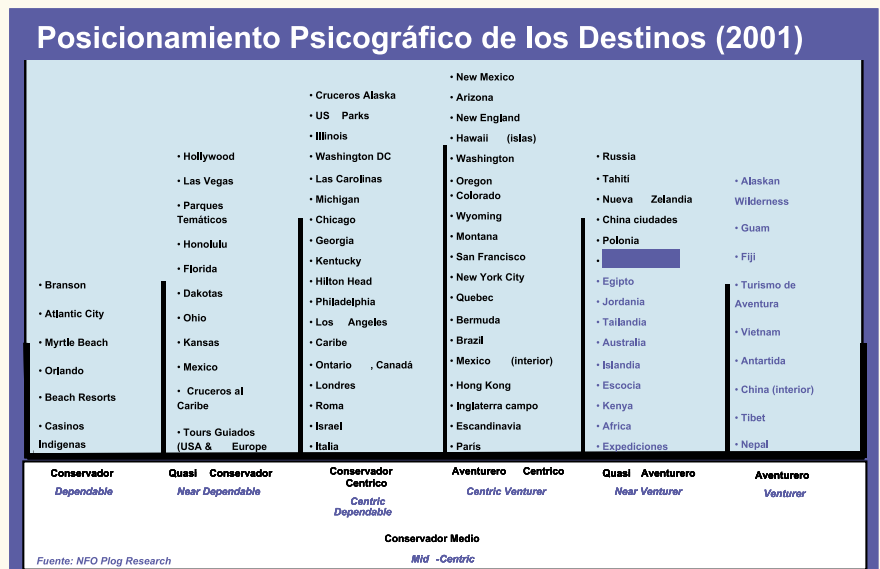 Posicionamiento Psicográfico de los Destinos (2001)
• Branson
• Atlantic City
• Myrtle Beach
• Orlando
• Beach Resorts
• Casinos
Indigenas
• Hollywood
• Las Vegas
• Parques
Temáticos
• Honolulu
• Florida
• Dakotas
• Ohio
• Kansas
• Mexico
• Cruceros al
Caribe
• Tours Guiados
(USA & Europe
• Cruceros Alaska
• US Parks
• Illinois
• Washington DC
• Las Carolinas
• Michigan
• Chicago
• Georgia
• Kentucky
• Hilton Head
• Philadelphia
• Los Angeles
• Caribe
• Ontario , Canadá
• Londres
• Roma
• Israel
• Italia
• New Mexico
• Arizona
• New England
• Hawaii (islas)
• Washington
• Oregon
• Colorado
• Wyoming
• Montana
• San Francisco
• New York City
• Quebec
• Bermuda
• Brazil
• Mexico (interior)
• Hong Kong
• Inglaterra campo
• Escandinavia
• Paris
• Russia
• Tahití
• Nueva Zelandia
• China ciudades
• Polonia
•
• Egipto
• Jordania
• Tailandia
• Australia
• Islandia
• Escocia
• Kenya
• Africa
• Expediciones
• Alaskan
Wilderness
• Guam
• Fiji
• Turismo de
Aventura
• Vietnam
• Antartida
• China (interior)
• Tibet
• Nepal
Conservador
Dependable
Quasi Conservador
Near Dependable
Conservador
Centrico
Centric
Dependable
Aventurero Centrico
Centric Venturer
Quasi Aventurero
Near Venturer
Aventurero
Venturer
Conservador Medio
Mid -Centric
Fuente: NFO Plog Research